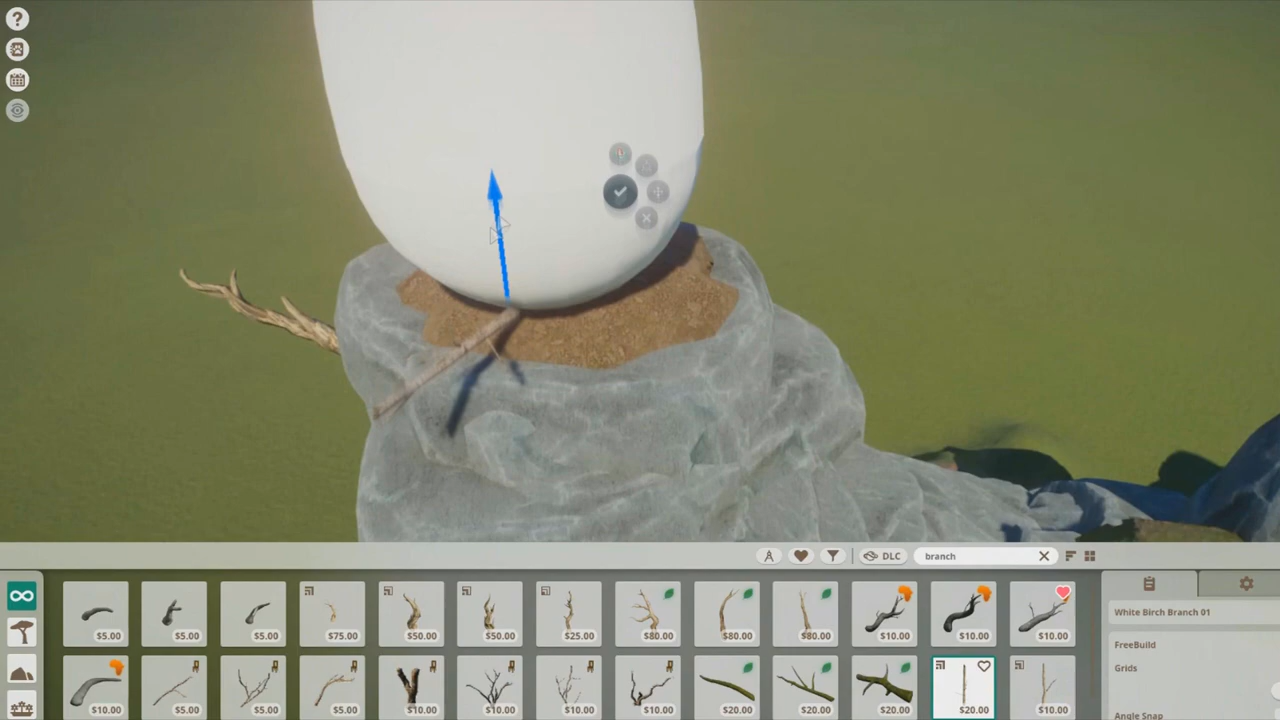 ?
DLC
branch
$5.00 $5.00 $5.00 $75.00 $50.00 $50.00 $25.00 $80.00 $80.00 $80.00 $10.00 $10.00 $10.00
White Birch Branch 01
FreeBuild
Grids
$10.00 $5.00 $5.00 $5.00 $10.00 $10.00 $10.00 $10.00 $20.00 $20.00 $20.00 $20.00 $10.00
Angle Snap